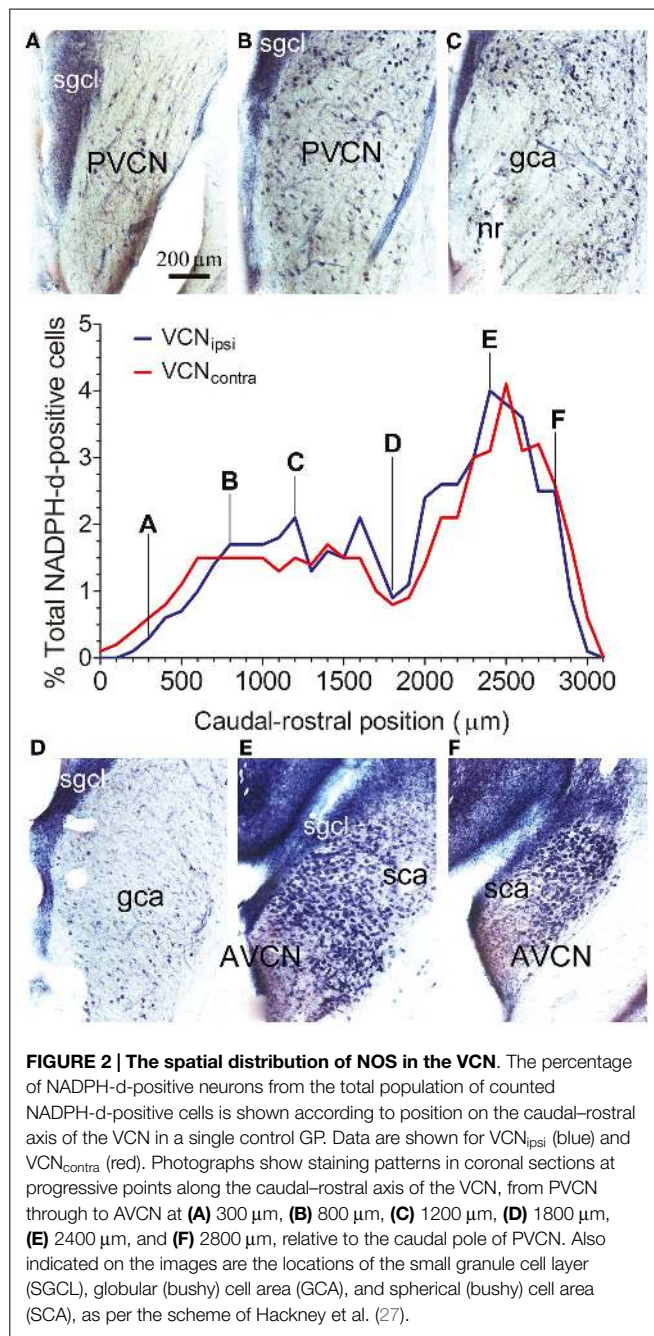 A
B
C
sgcl
sgcl
PVCN
PVCN
gca
nr
200 µm
% Total NADPH-d-positive cells
5
4
3
2
1
0
VCNipsi
VCNcontra
A
B
C
D
E
F
0
500
1000
1500
2000
2500
3000
Caudal-rostral position (µm)
D
E
F
sgcl
sgcl
gca
sca
sca
AVCN
AVCN
FIGURE 2 | The spatial distribution of NOS in the VCN. The percentage
of NADPH-d-positive neurons from the total population of counted
NADPH-d-positive cells is shown according to position on the caudal–rostral
axis of the VCN in a single control GP. Data are shown for VCNipsi (blue) and
VCNcontra (red). Photographs show staining patterns in coronal sections at
progressive points along the caudal–rostral axis of the VCN, from PVCN
through to AVCN at (A) 300 µm, (B) 800 µm, (C) 1200 µm, (D) 1800 µm,
(E) 2400 µm, and (F) 2800 µm, relative to the caudal pole of PVCN. Also
indicated on the images are the locations of the small granule cell layer
(SGCL), globular (bushy) cell area (GCA), and spherical (bushy) cell area
(SCA), as per the scheme of Hackney et al. (27).